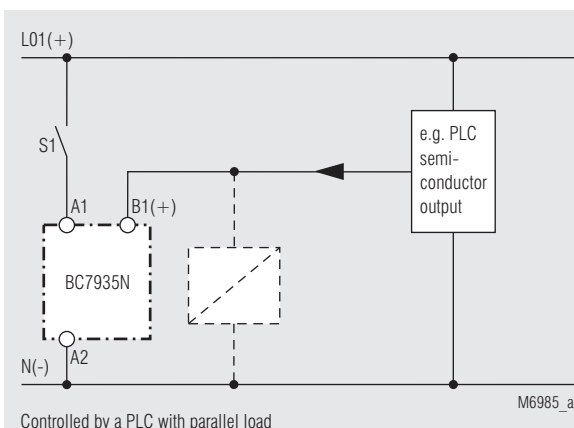 L01(+)
S1
A1
B1(+)
e.g. PLC
semi-
conductor
output
BC7935N
A2
N(-)
M6985_a
Controlled by a PLC with parallel load